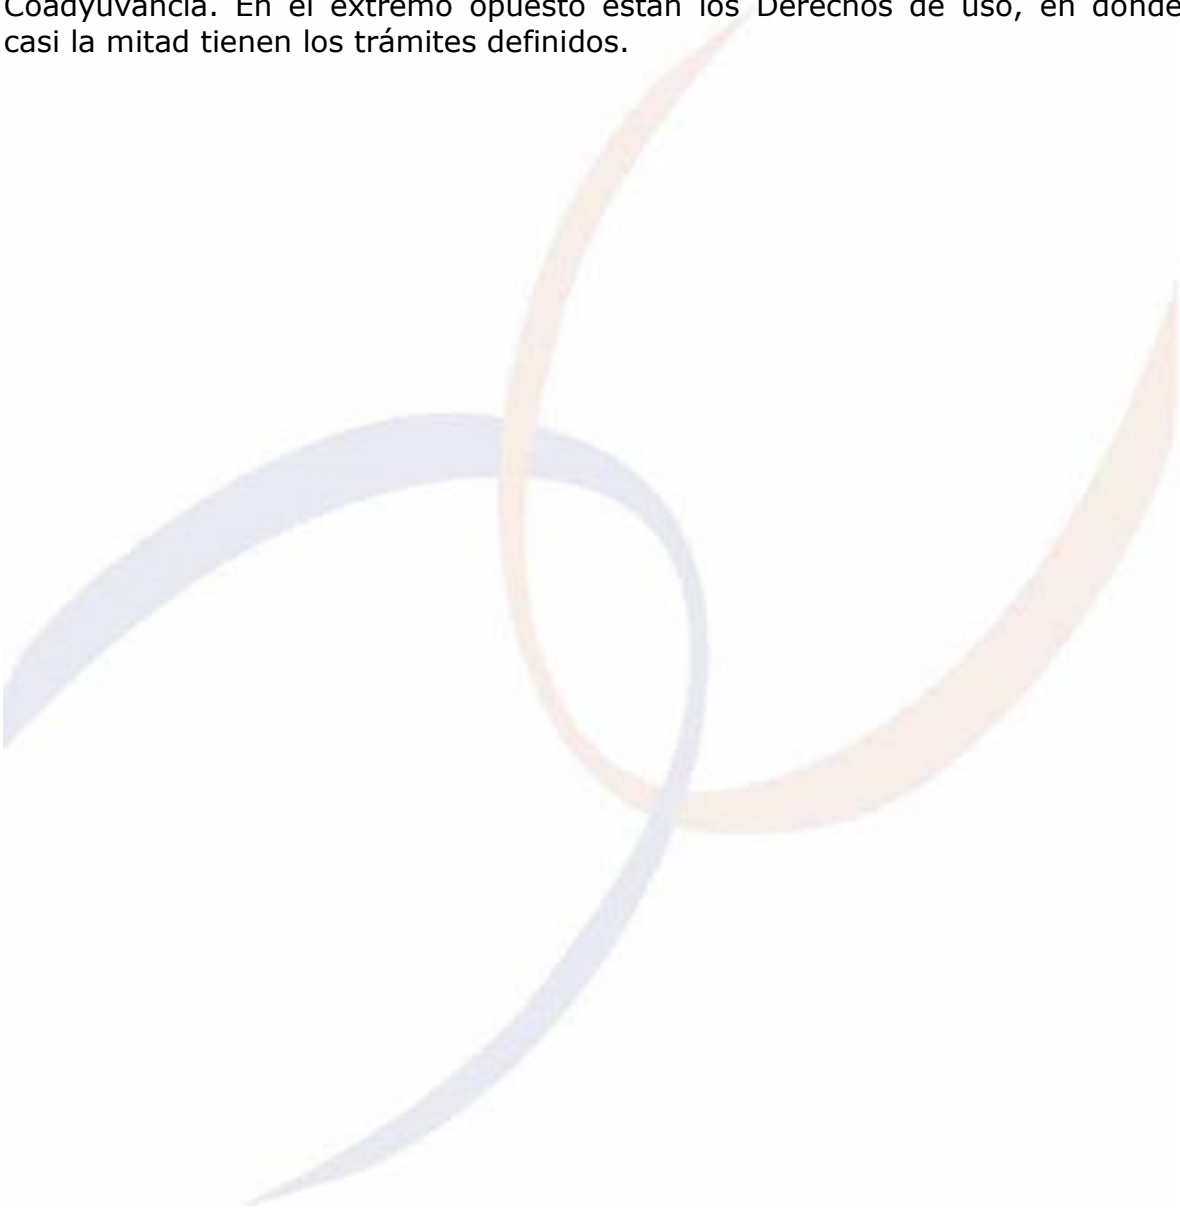 Coadyuvancia. En el extremo opuesto están los Derechos de uso, en donde
casi la mitad tienen los trámites definidos.